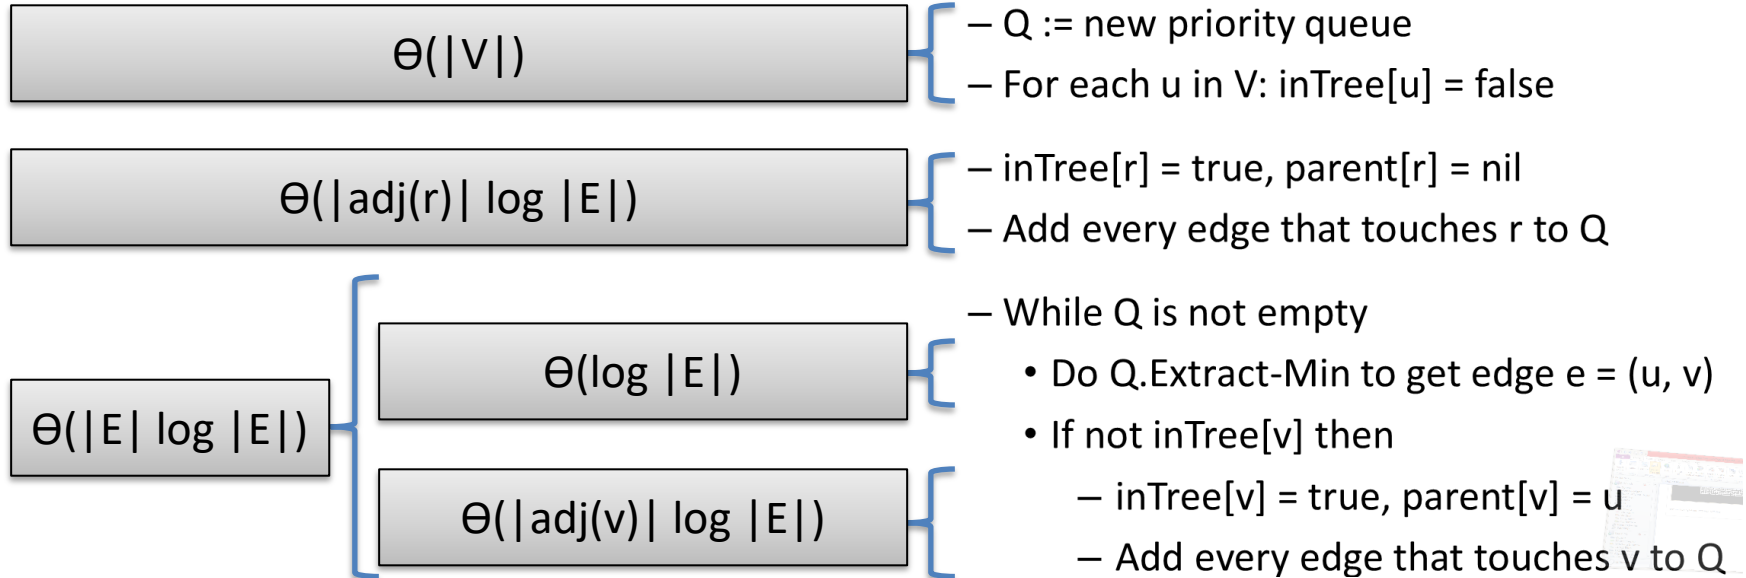 Ɵ(|V|)
– Q := new priority queue
– For each u in V: inTree[u] = false
Ɵ(|adj(r)| log |E|)
– inTree[r] = true, parent[r] = nil
– Add every edge that touches r to Q
– While Q is not empty
Ɵ(log |E|)
• Do Q.Extract-Min to get edge e = (u, v)
Ɵ(|E| log |E|)
• If not inTree[v] then
Ɵ(|adj(v)| log |E|)
– inTree[v] = true, parent[v] = u
– Add every edge that touches v to Q